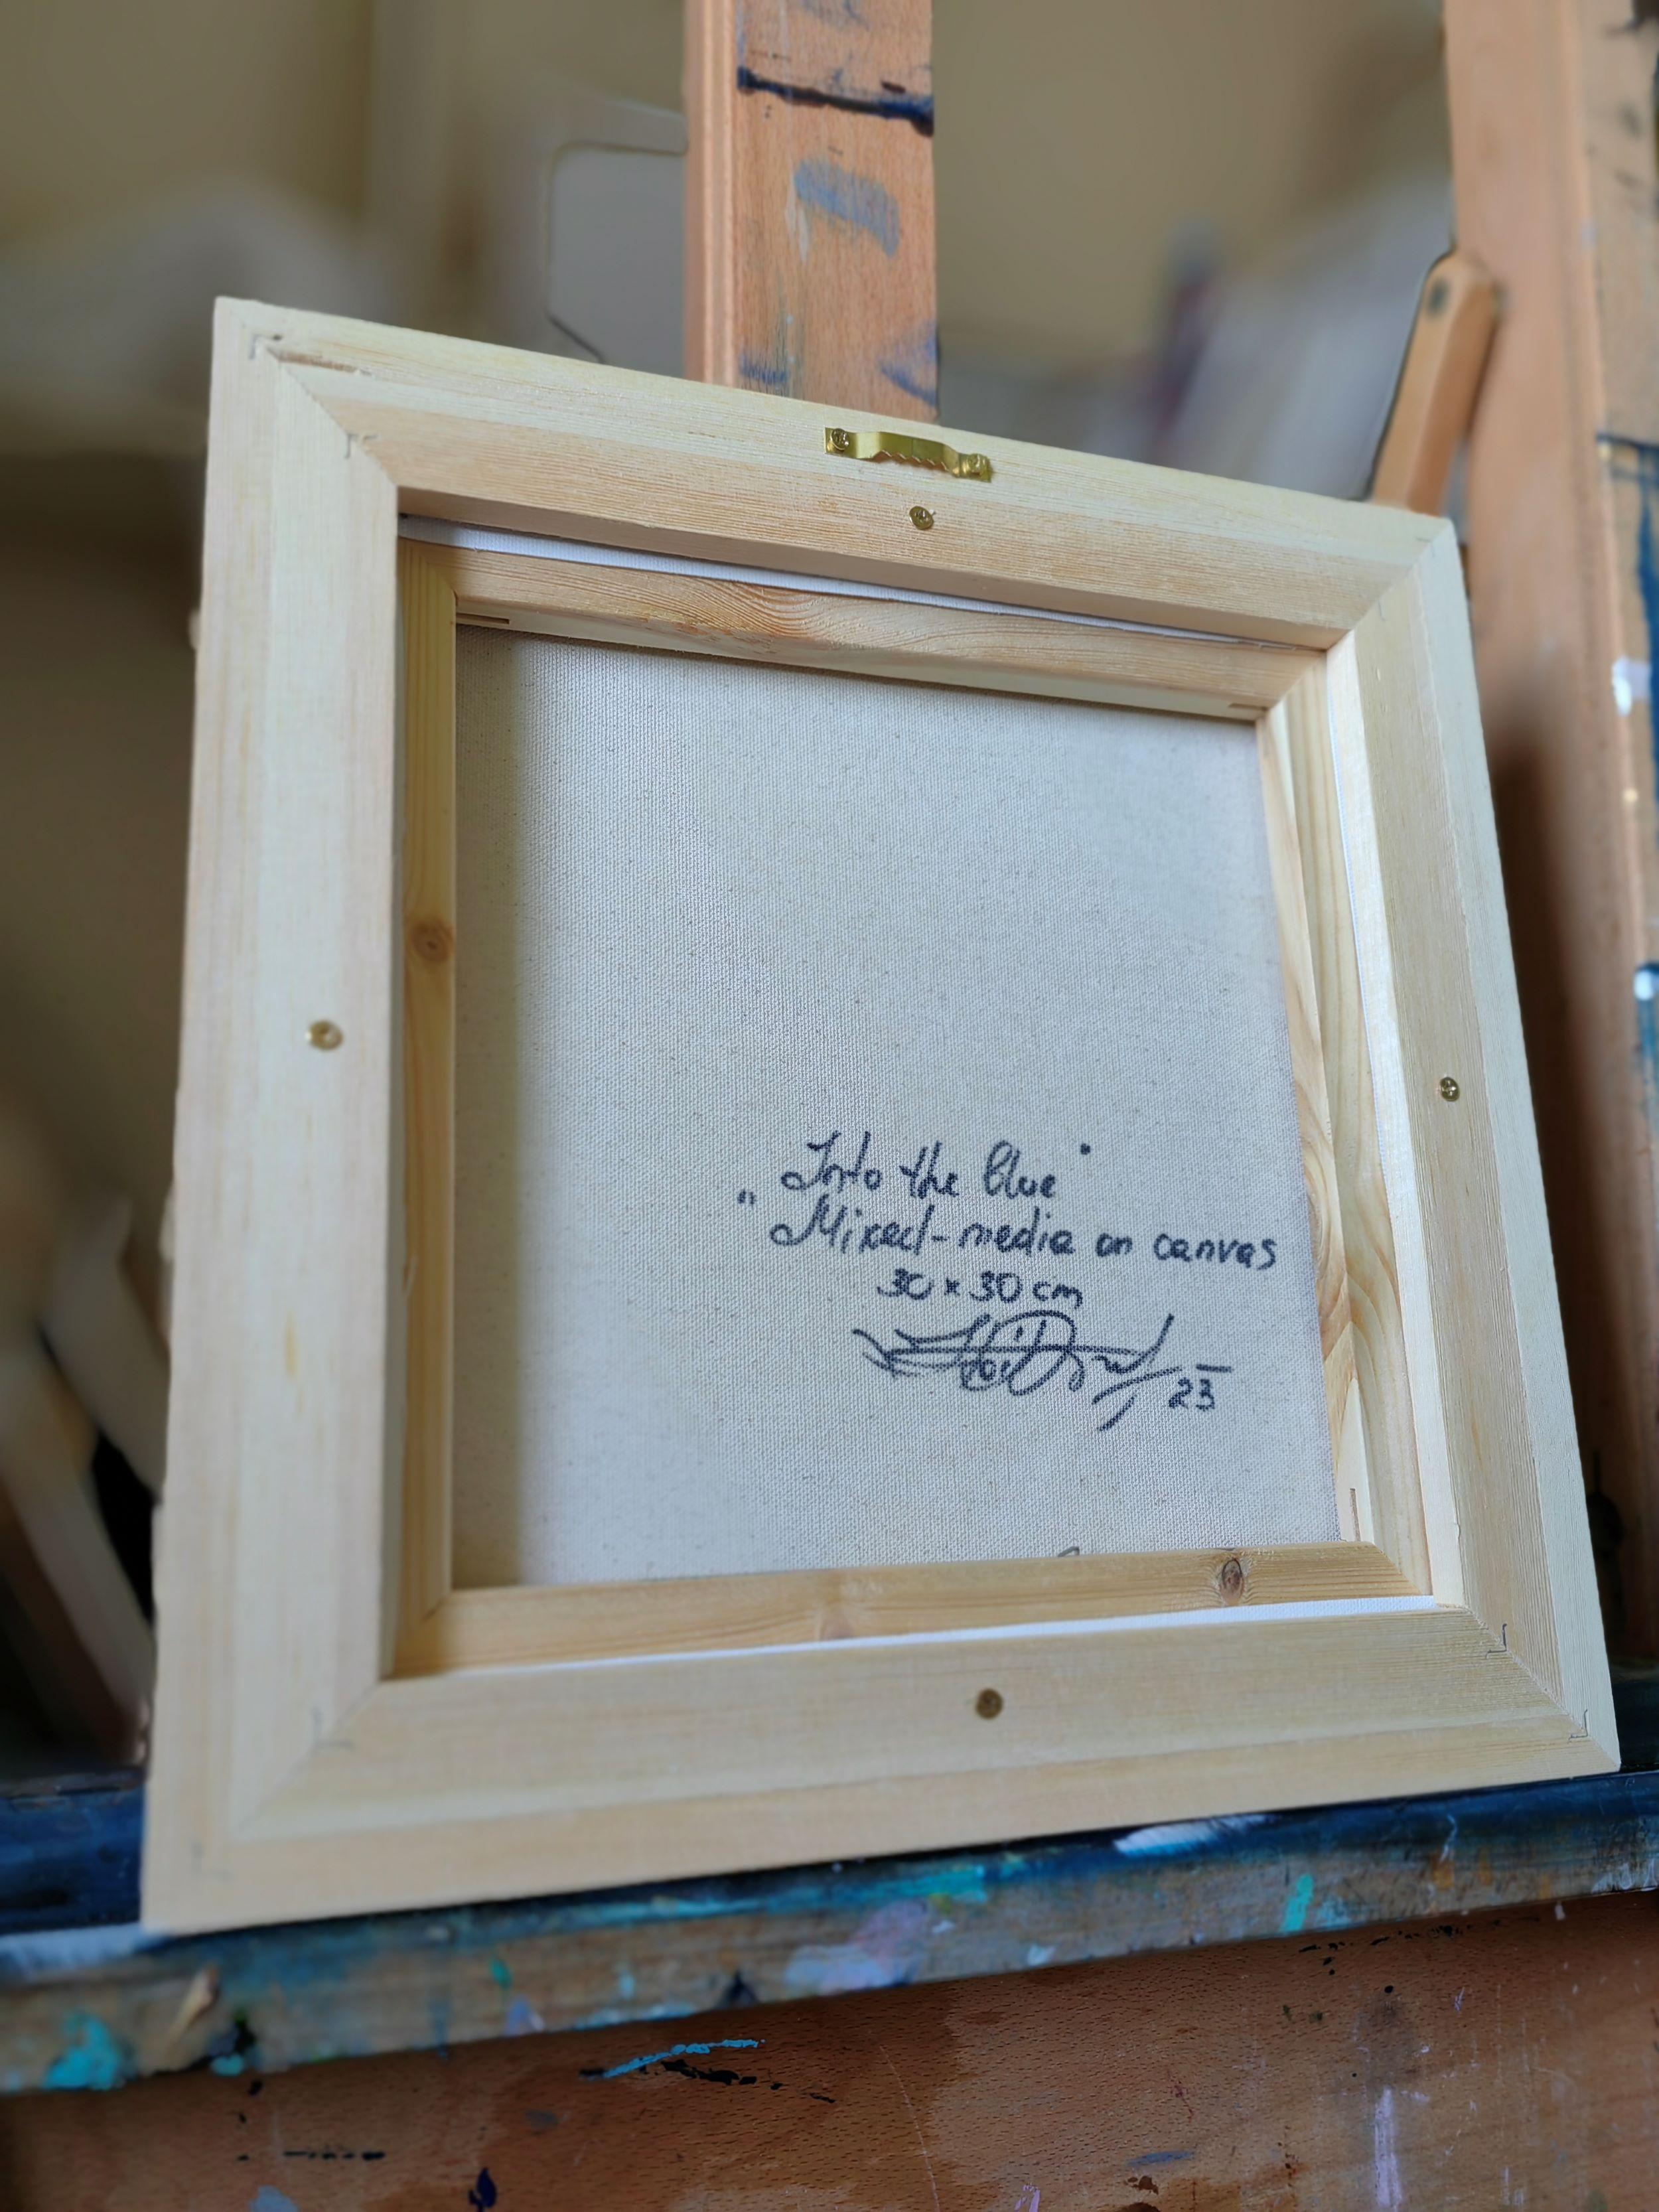 „Into the blue"
Mixed-media on canvas
30 x 30 cm
23